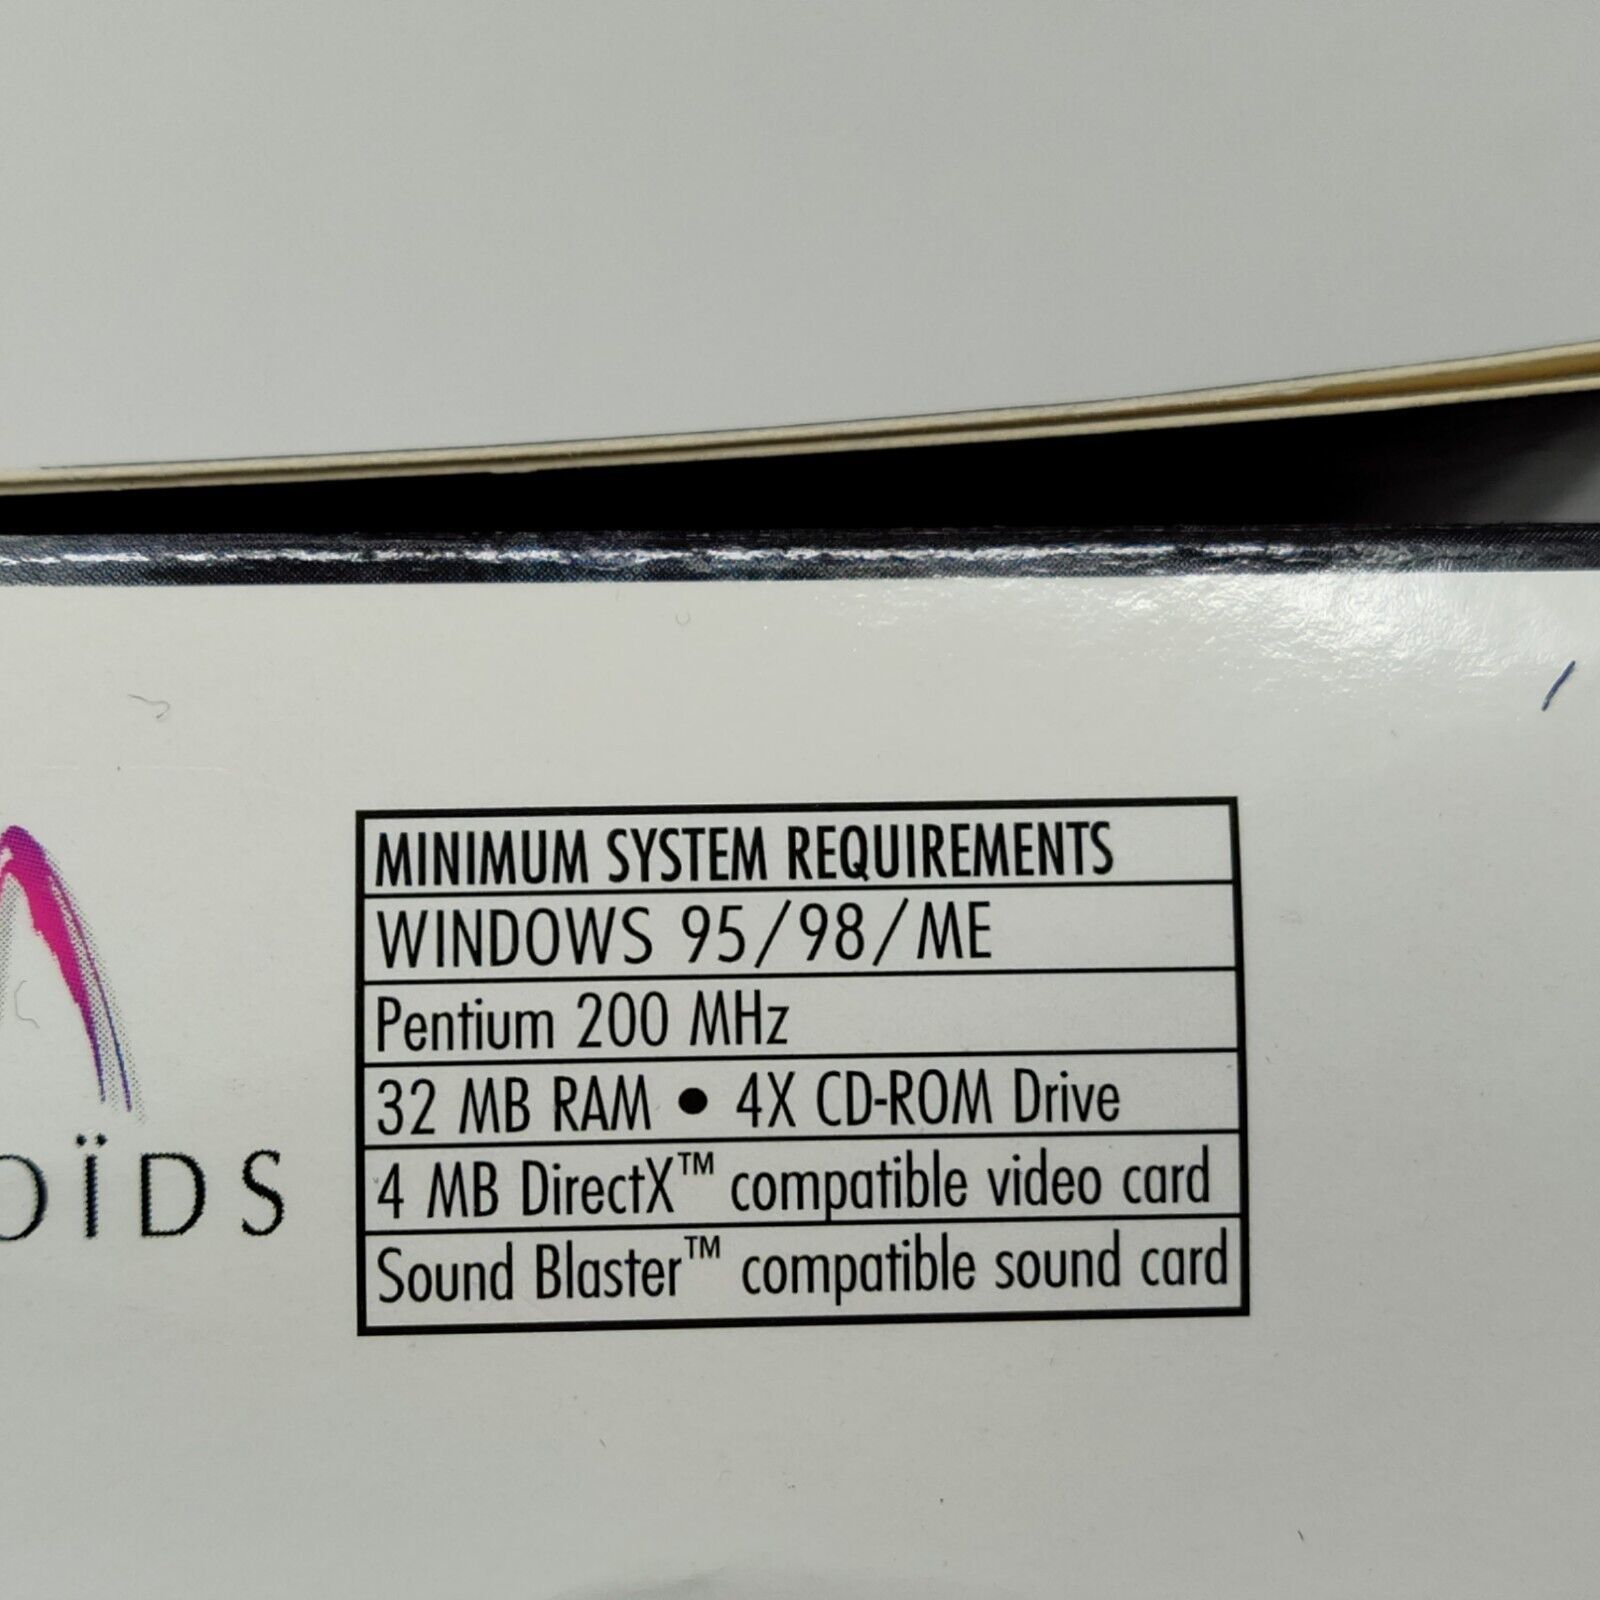 MINIMUM SYSTEM REQUIREMENTS
WINDOWS 95/98/ME
Pentium 200 MHz
32 MB RAM • 4X CD-ROM Drive
4 MB DirectX™ compatible video card
Sound Blaster™ compatible sound card
OÏDS